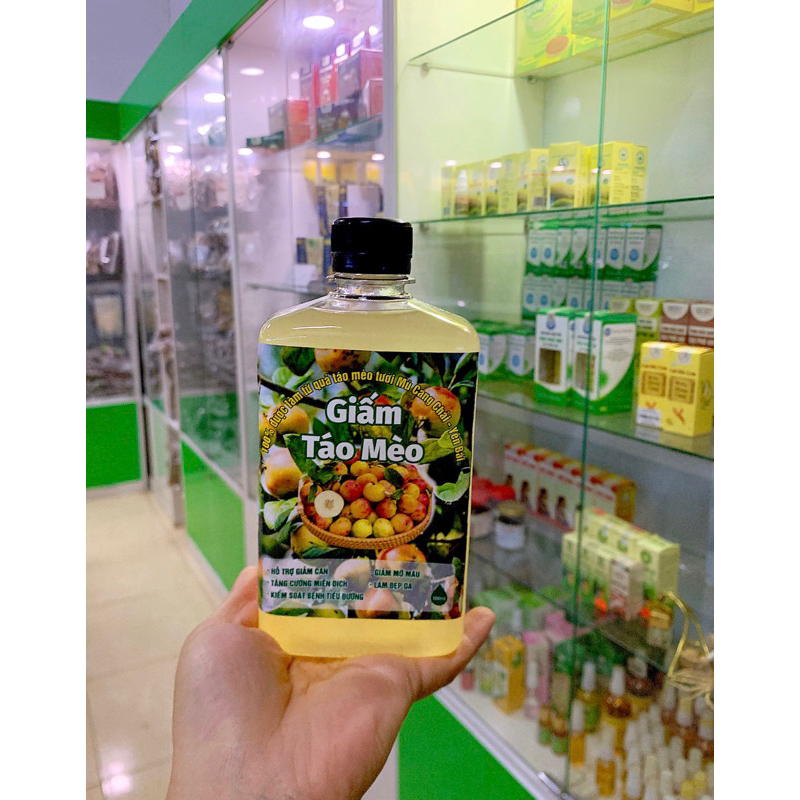 100% được làm từ quả táo mèo tươi Mù Cang Chải - Yên Bái
Giấm
Táo Mèo
- HỖ TRỢ GIẢM CÂN
- TĂNG CƯỜNG MIỄN DỊCH
- KIỂM SOÁT BỆNH TIỂU ĐƯỜNG
- GIẢM MỠ MÁU
- LÀM ĐẸP DA
500ml